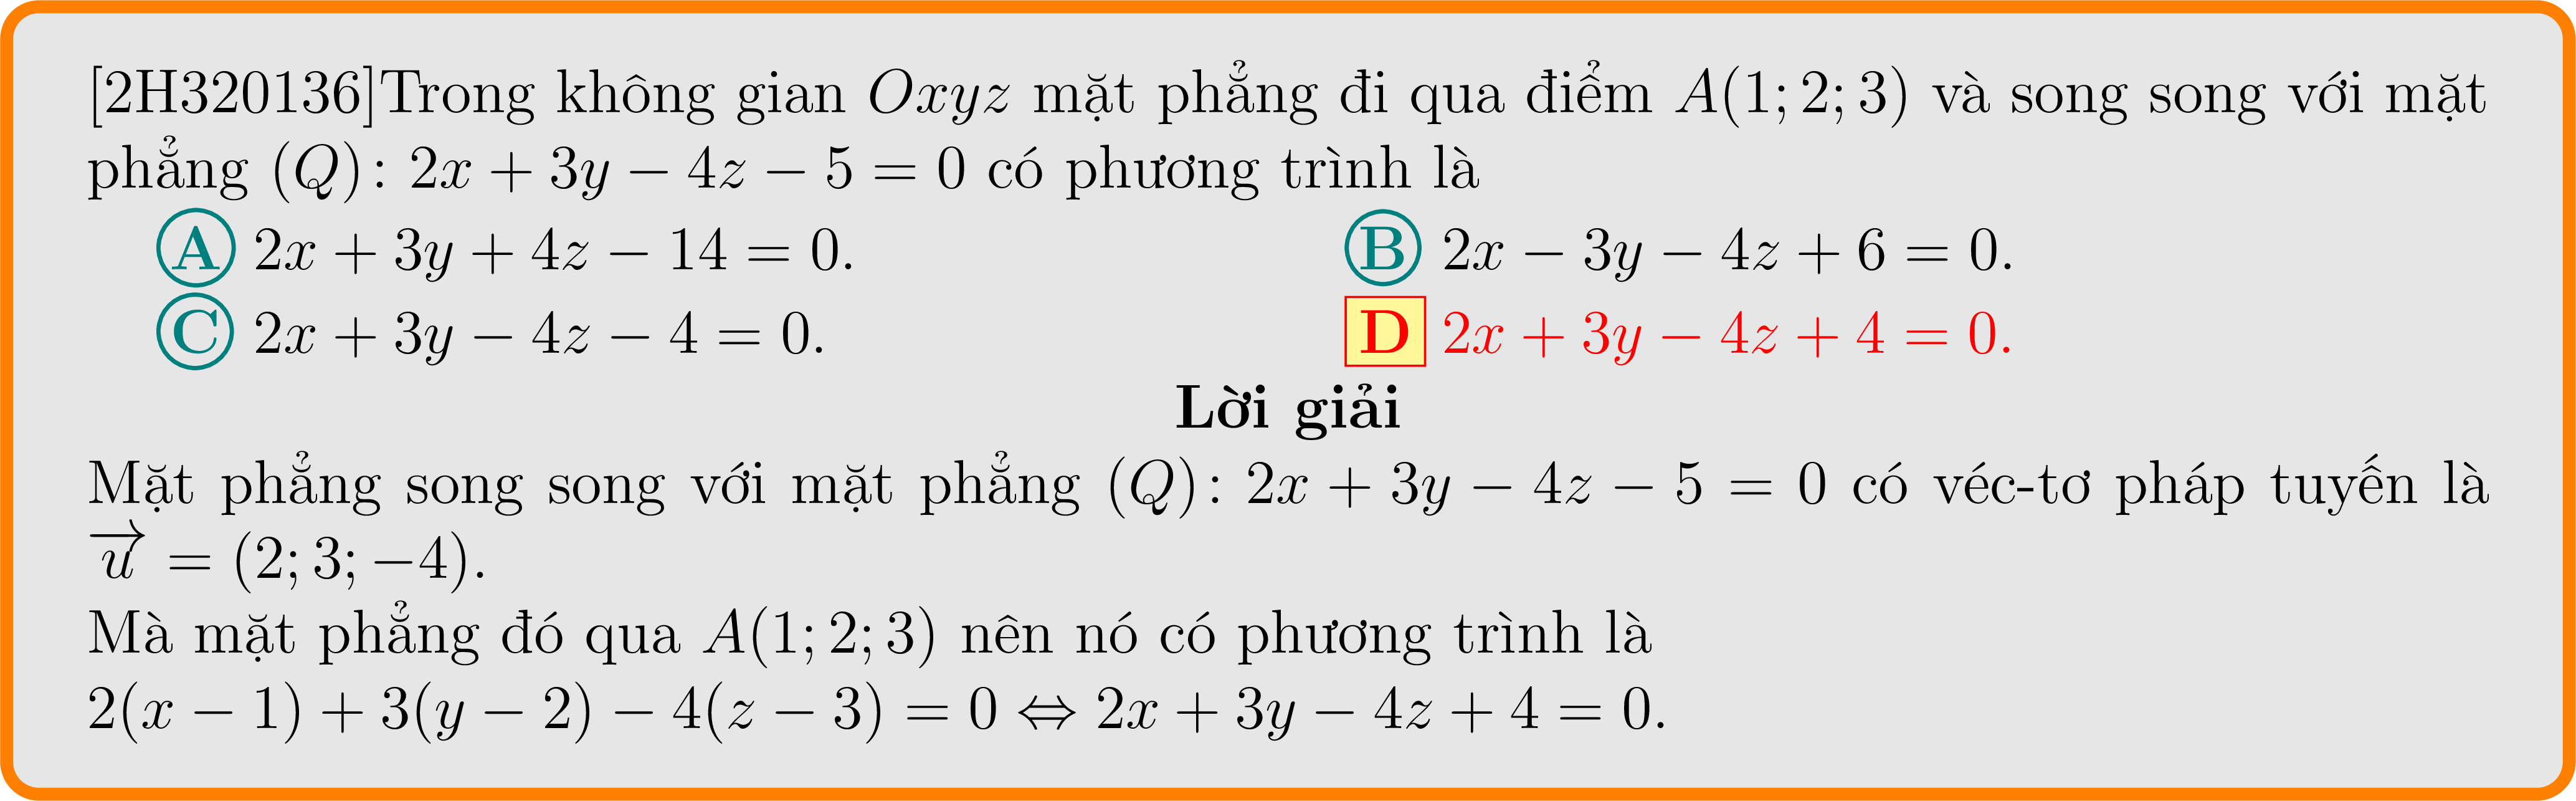 [2H320136]Trong không gian Oxyz mặt phẳng đi qua điểm A(1; 2; 3) và song song với mặt
phẳng (Q): 2x + 3y − 4z − 5 = 0 có phương trình là
A 2x + 3y + 4z − 14 = 0. B 2x − 3y − 4z + 6 = 0.
C 2x + 3y − 4z − 4 = 0. D 2x + 3y − 4z + 4 = 0.
Lời giải
Mặt phẳng song song với mặt phẳng (Q): 2x + 3y − 4z − 5 = 0 có véc-tơ pháp tuyến là
\overrightarrow{u} = (2; 3; −4).
Mà mặt phẳng đó qua A(1; 2; 3) nên nó có phương trình là
2(x − 1) + 3(y − 2) − 4(z − 3) = 0 ⇔ 2x + 3y − 4z + 4 = 0.